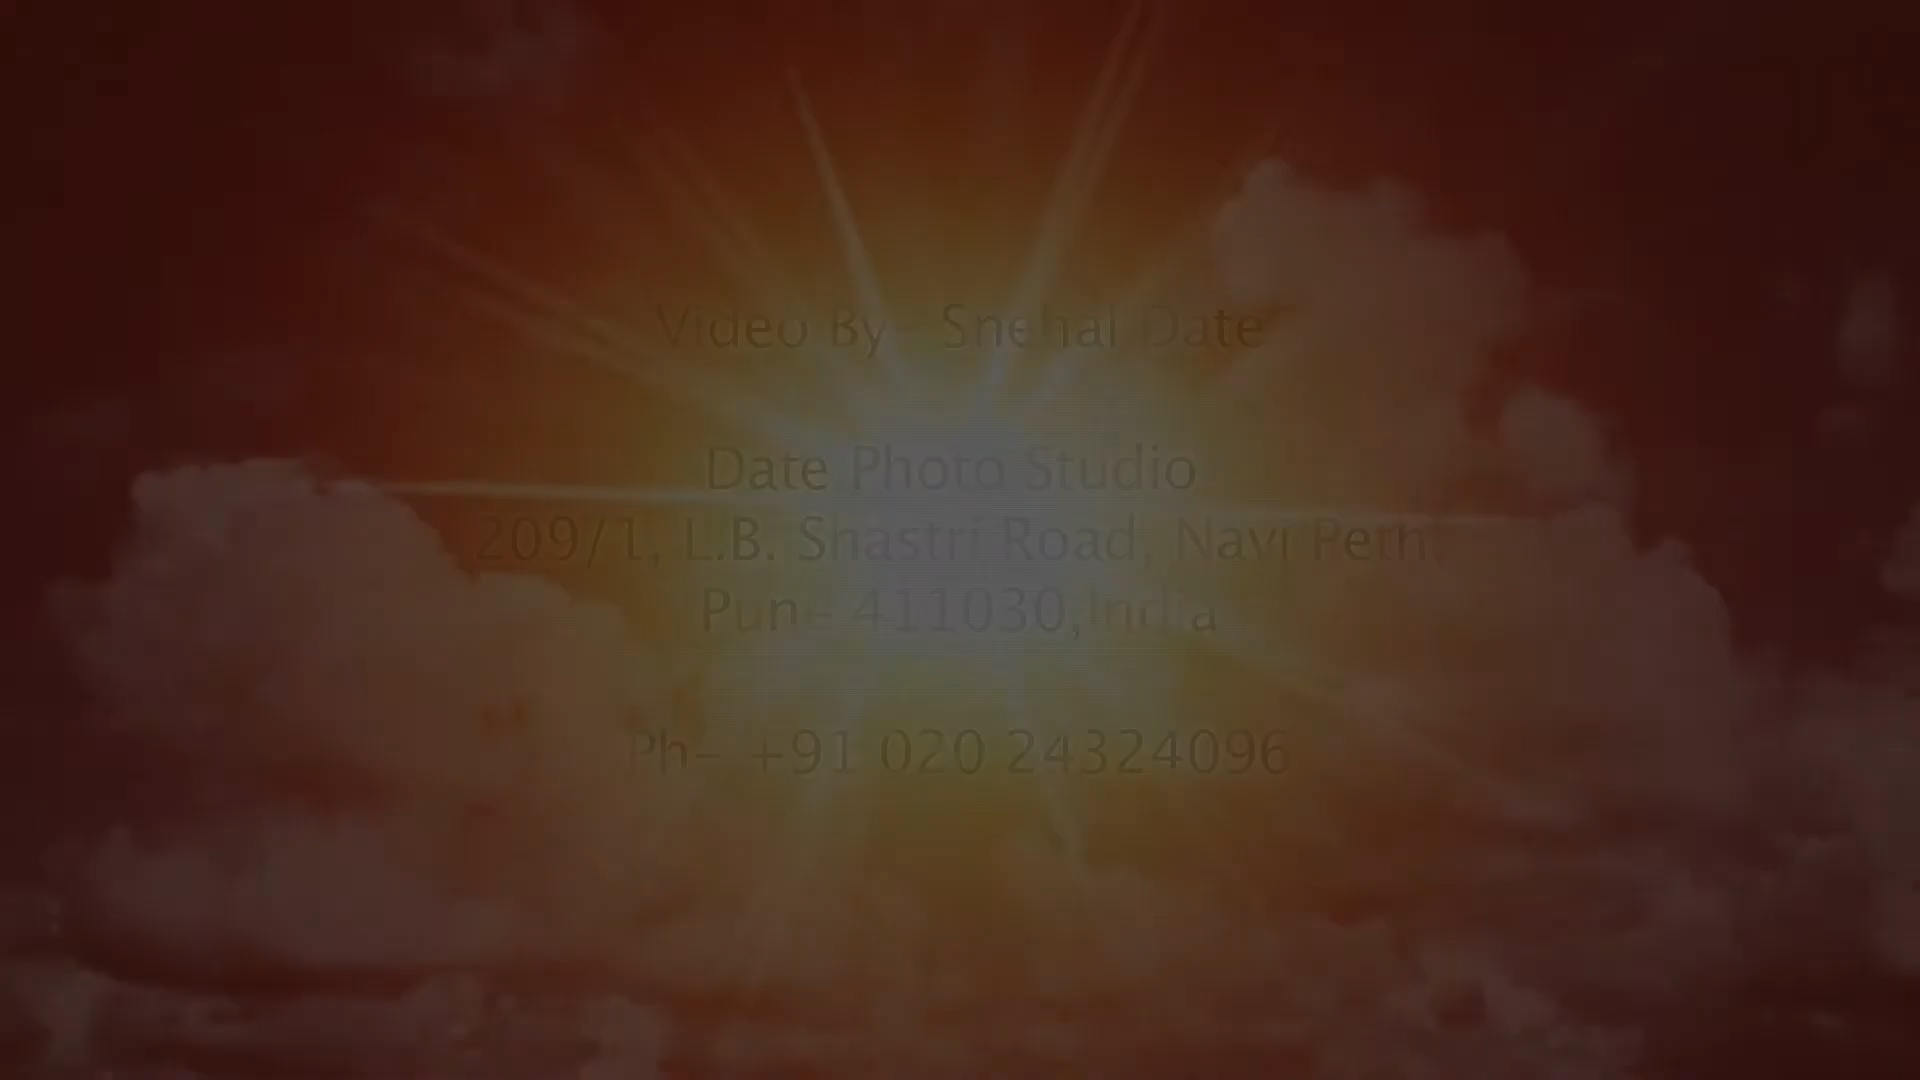 Video By- Snehal Date
Date Photo Studio
209/1, L.B. Shastri Road, Navi Peth,
Pune- 411030,India
Ph- +91 020 24324096